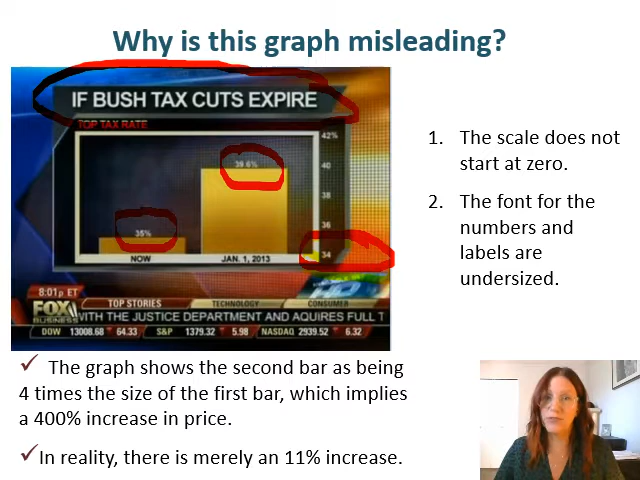 Why is this graph misleading?
IF BUSH TAX CUTS EXPIRE
TOP TAX RATE
42%
40
38
36
34
35%
39.6%
NOW
JAN. 1, 2013
8:01p ET
TOP STORIES
TECHNOLOGY
CONSUMER
FOX
BUSINESS
WITH THE JUSTICE DEPARTMENT AND AQUIRES FULL T
DOW 13008.68 64.33 S&P 1379.32 5.98 NASDAQ 2939.52 6.32
1. The scale does not
start at zero.
2. The font for the
numbers and
labels are
undersized.
✓ The graph shows the second bar as being
4 times the size of the first bar, which implies
a 400% increase in price.
✓In reality, there is merely an 11% increase.